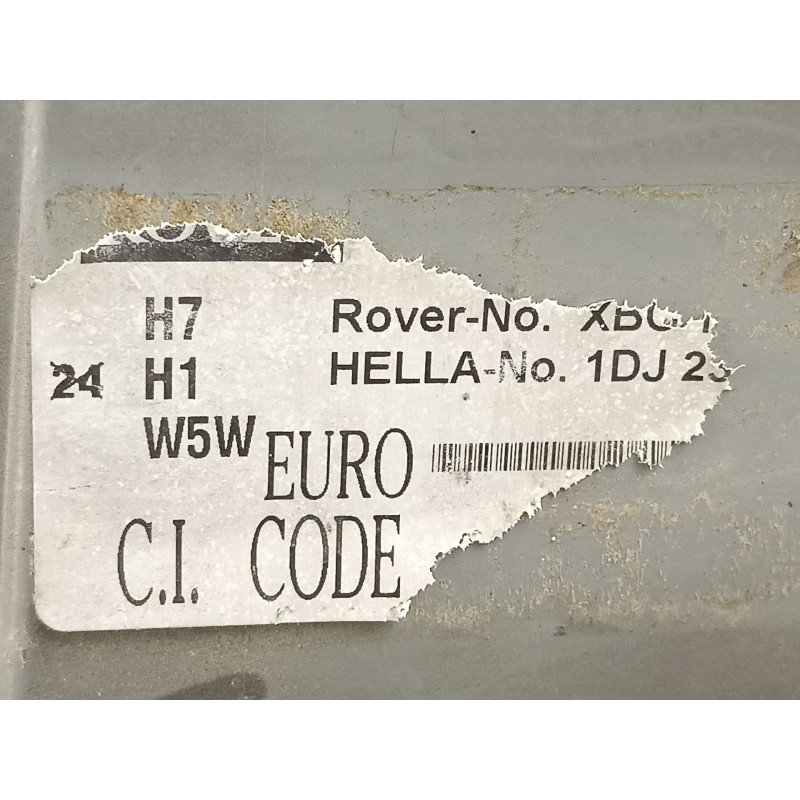 H7 Rover-No.
24 H1 HELLA-No. 1DJ
W5W
EURO
C.I. CODE